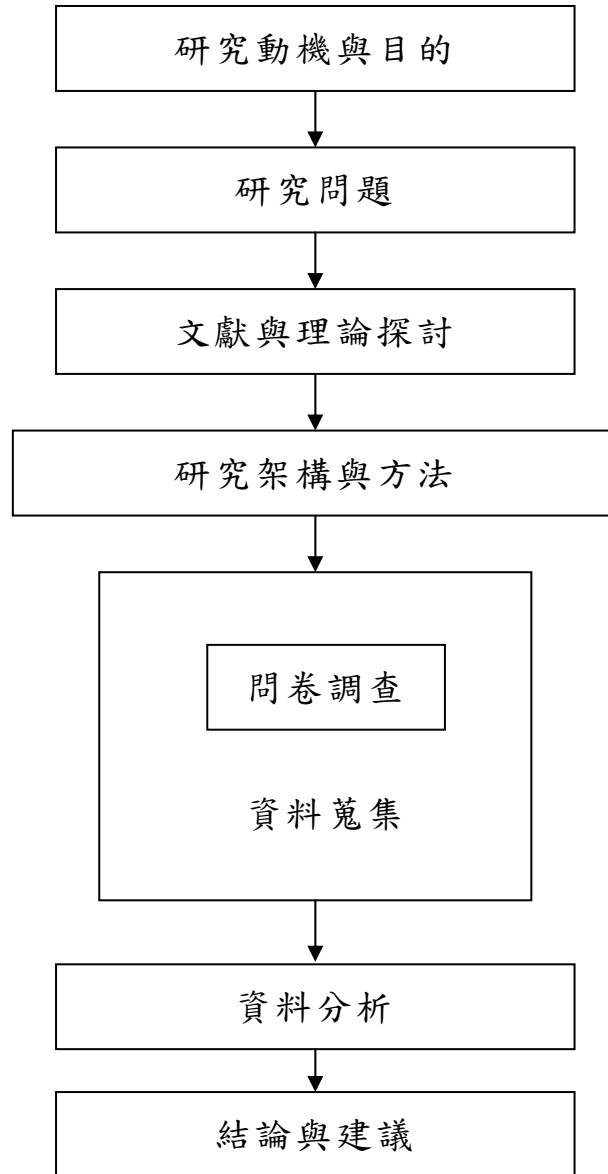 研究動機與目的
研究問題
文獻與理論探討
研究架構與方法
問卷調查
資料蒐集
資料分析
結論與建議